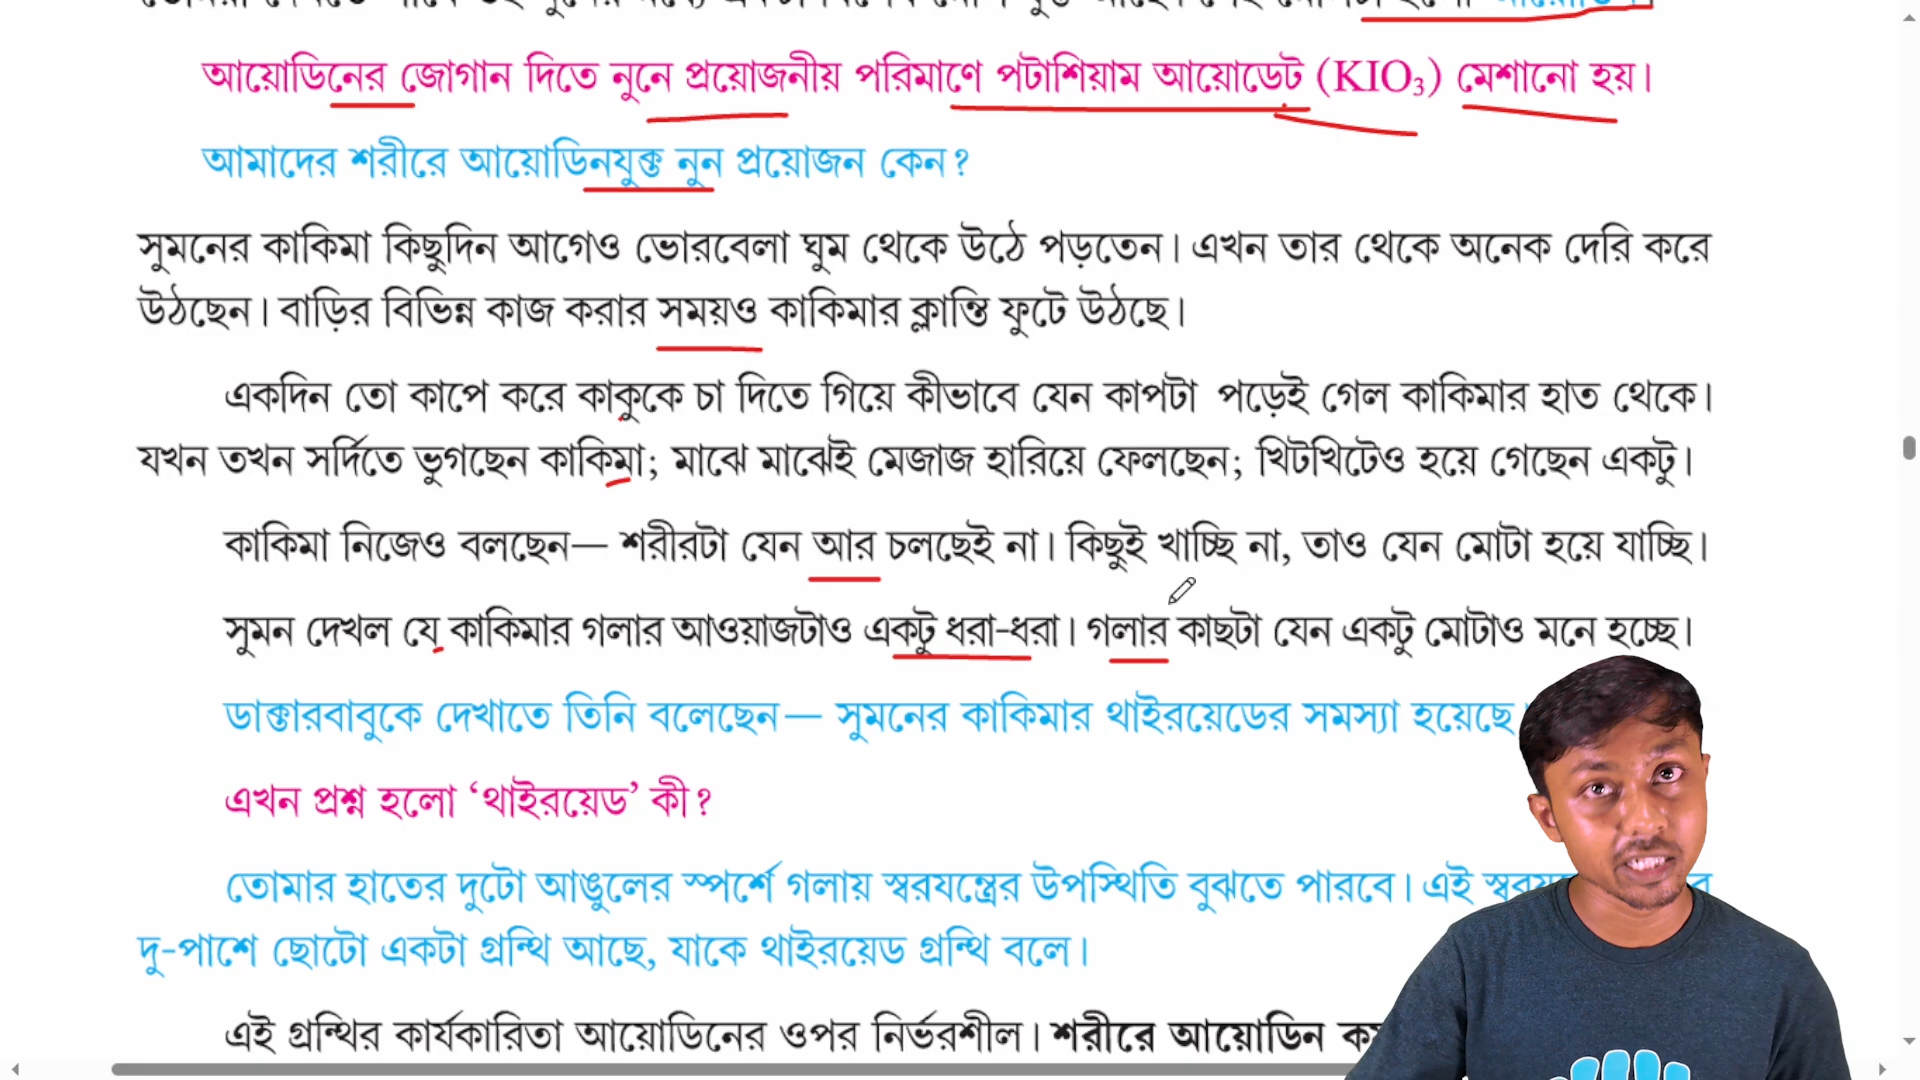 আয়োডিনের জোগান দিতে নুনে প্রয়োজনীয় পরিমাণে পটাশিয়াম আয়োডেট (KIO₃) মেশানো হয়।
আমাদের শরীরে আয়োডিনযুক্ত নুন প্রয়োজন কেন?
সুমনের কাকিমা কিছুদিন আগেও ভোরবেলা ঘুম থেকে উঠে পড়তেন। এখন তার থেকে অনেক দেরি করে
উঠছেন। বাড়ির বিভিন্ন কাজ করার সময়ও কাকিমার ক্লান্তি ফুটে উঠছে।
একদিন তো কাপে করে কাকুকে চা দিতে গিয়ে কীভাবে যেন কাপটা পড়েই গেল কাকিমার হাত থেকে।
যখন তখন সর্দিতে ভুগছেন কাকিমা; মাঝে মাঝেই মেজাজ হারিয়ে ফেলছেন; খিটখিটেও হয়ে গেছেন একটু।
কাকিমা নিজেও বলছেন— শরীরটা যেন আর চলছেই না। কিছুই খাচ্ছি না, তাও যেন মোটা হয়ে যাচ্ছি।
সুমন দেখল যে কাকিমার গলার আওয়াজটাও একটু ধরা-ধরা। গলার কাছটা যেন একটু মোটাও মনে হচ্ছে।
ডাক্তারবাবুকে দেখাতে তিনি বলেছেন— সুমনের কাকিমার থাইরয়েডের সমস্যা হয়েছে
এখন প্রশ্ন হলো ‘থাইরয়েড’ কী?
তোমার হাতের দুটো আঙুলের স্পর্শে গলায় স্বরযন্ত্রের উপস্থিতি বুঝতে পারবে। এই
দু-পাশে ছোটো একটা গ্রন্থি আছে, যাকে থাইরয়েড গ্রন্থি বলে।
এই গ্রন্থির কার্যকারিতা আয়োডিনের ওপর নির্ভরশীল। শরীরে আয়োডিন